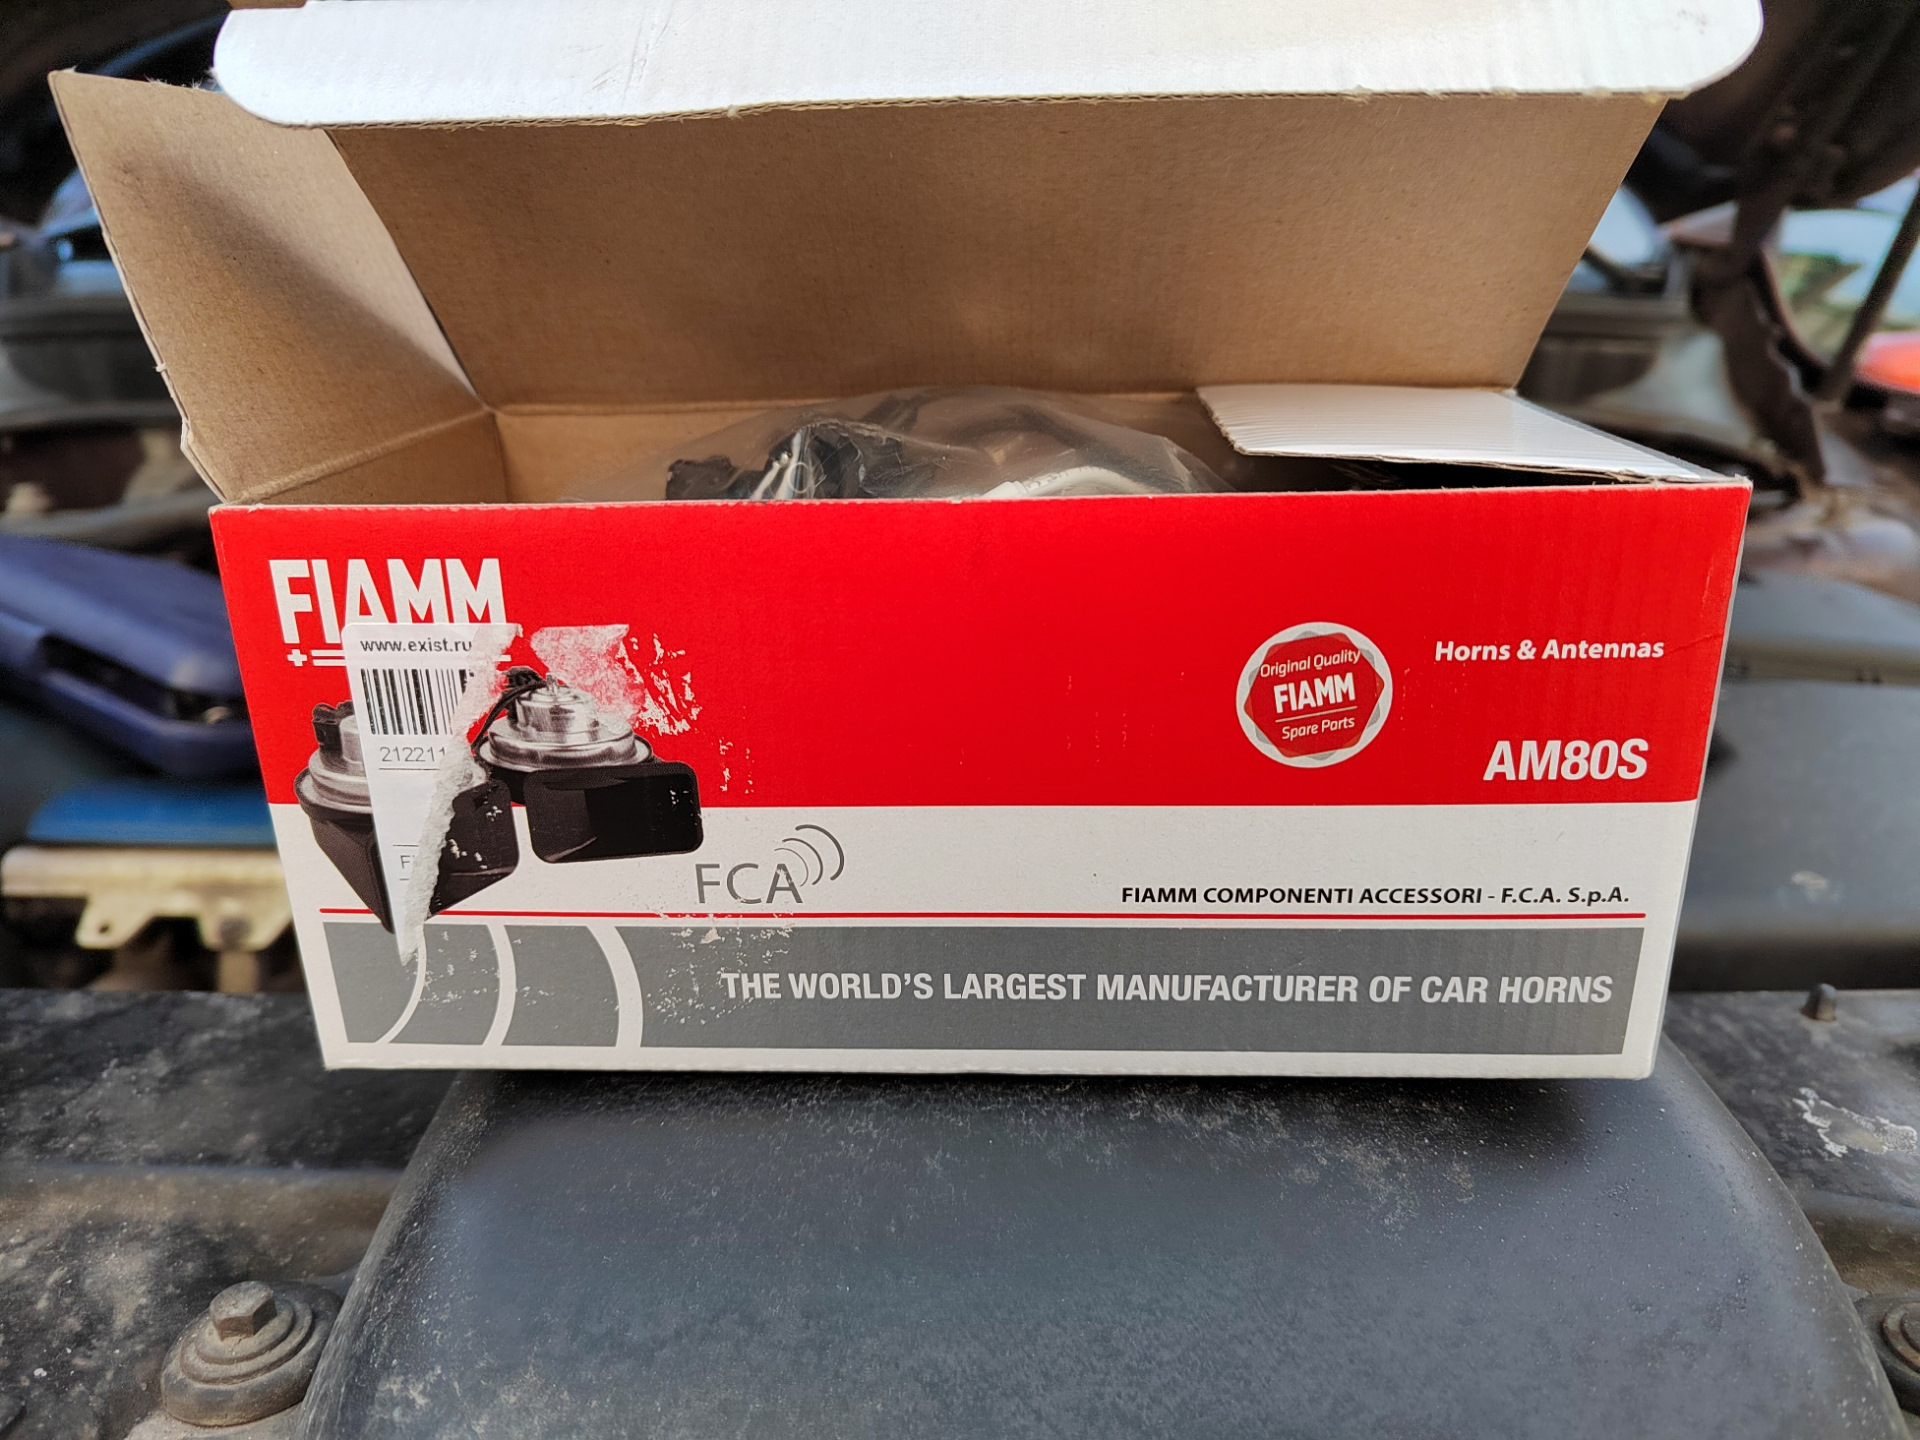 FIAMM
www.exist.ru
212211
Original Quality
FIAMM
Spare Parts
Horns & Antennas
AM80S
FCA
FIAMM COMPONENTI ACCESSORI - F.C.A. S.p.A.
THE WORLD'S LARGEST MANUFACTURER OF CAR HORNS